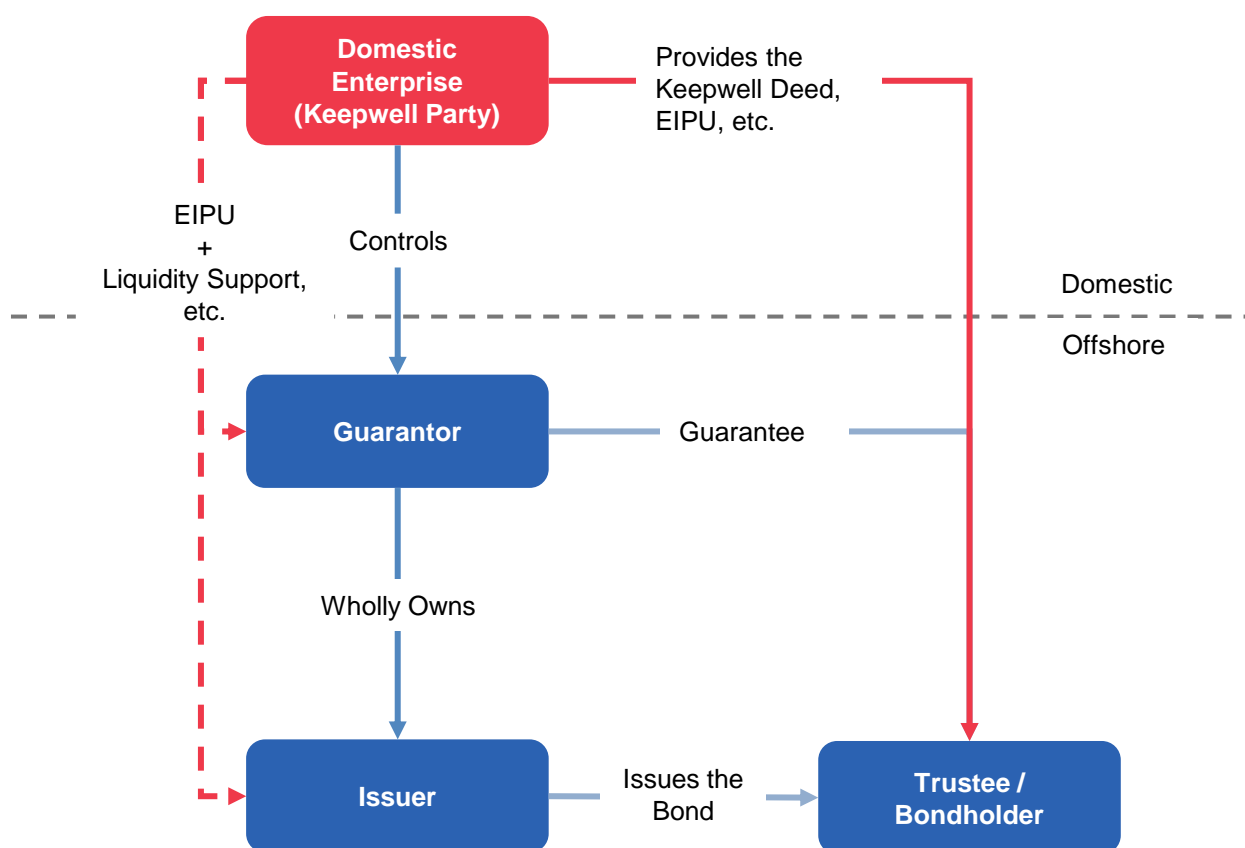 Domestic
Enterprise
(Keepwell Party)
Provides the
Keepwell Deed,
EIPU, etc.
EIPU
+
Liquidity Support,
etc.
Controls
Domestic
Offshore
Guarantor
Guarantee
Wholly Owns
Issuer
Issues the
Bond
Trustee /
Bondholder